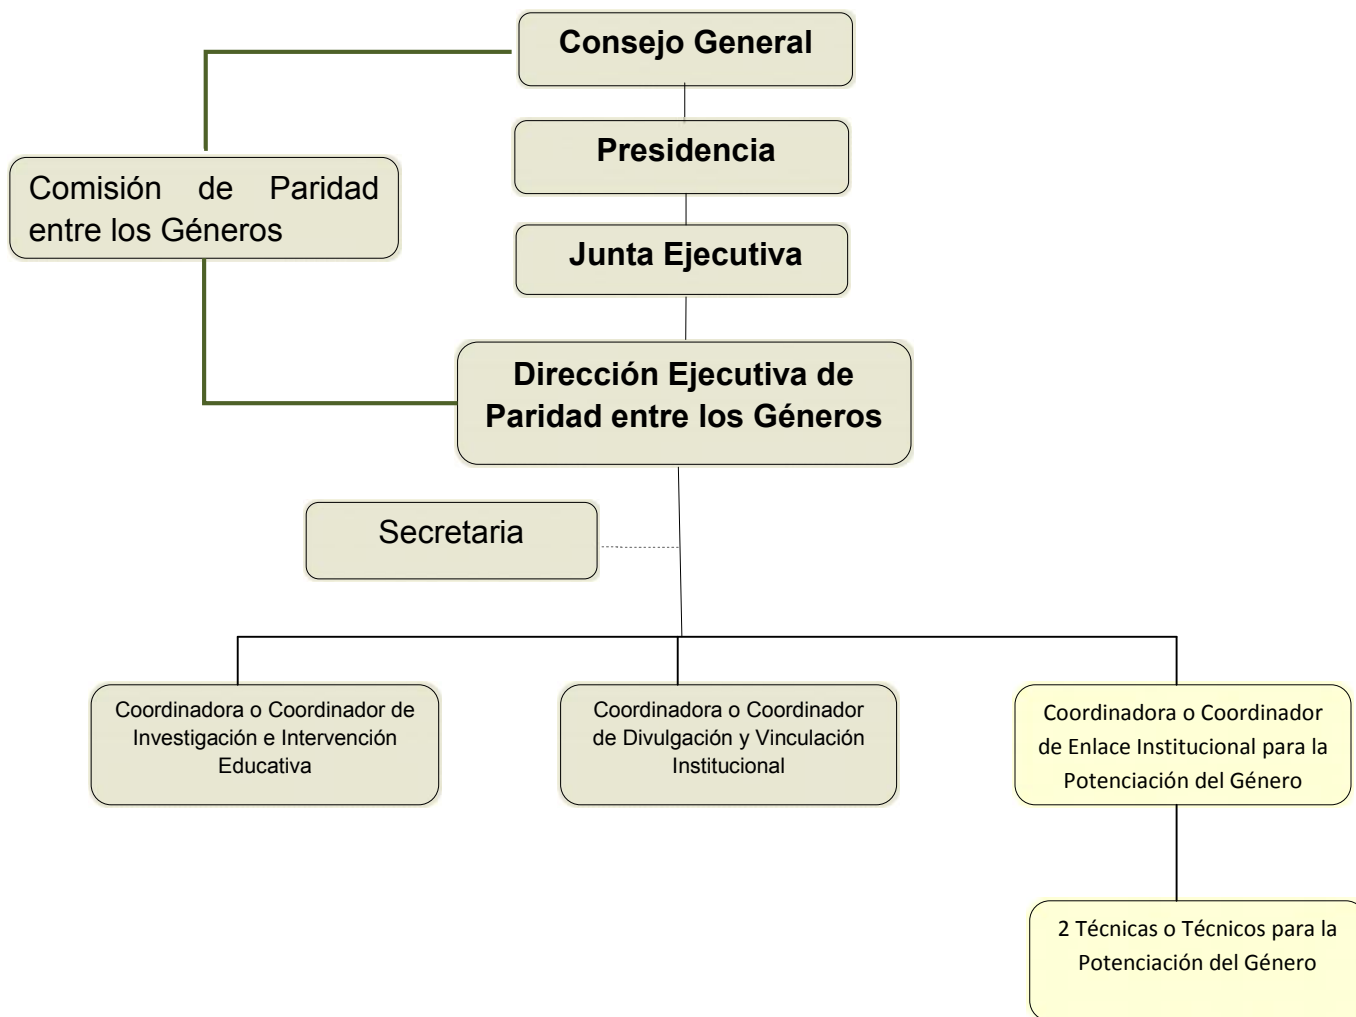 Consejo General
Presidencia
Comisión de Paridad
entre los Géneros
Junta Ejecutiva
Dirección Ejecutiva de
Paridad entre los Géneros
Secretaria
Coordinadora o Coordinador de
Investigación e Intervención
Educativa
Coordinadora o Coordinador
de Divulgación y Vinculación
Institucional
Coordinadora o Coordinador
de Enlace Institucional para la
Potenciación del Género
2 Técnicas o Técnicos para la
Potenciación del Género